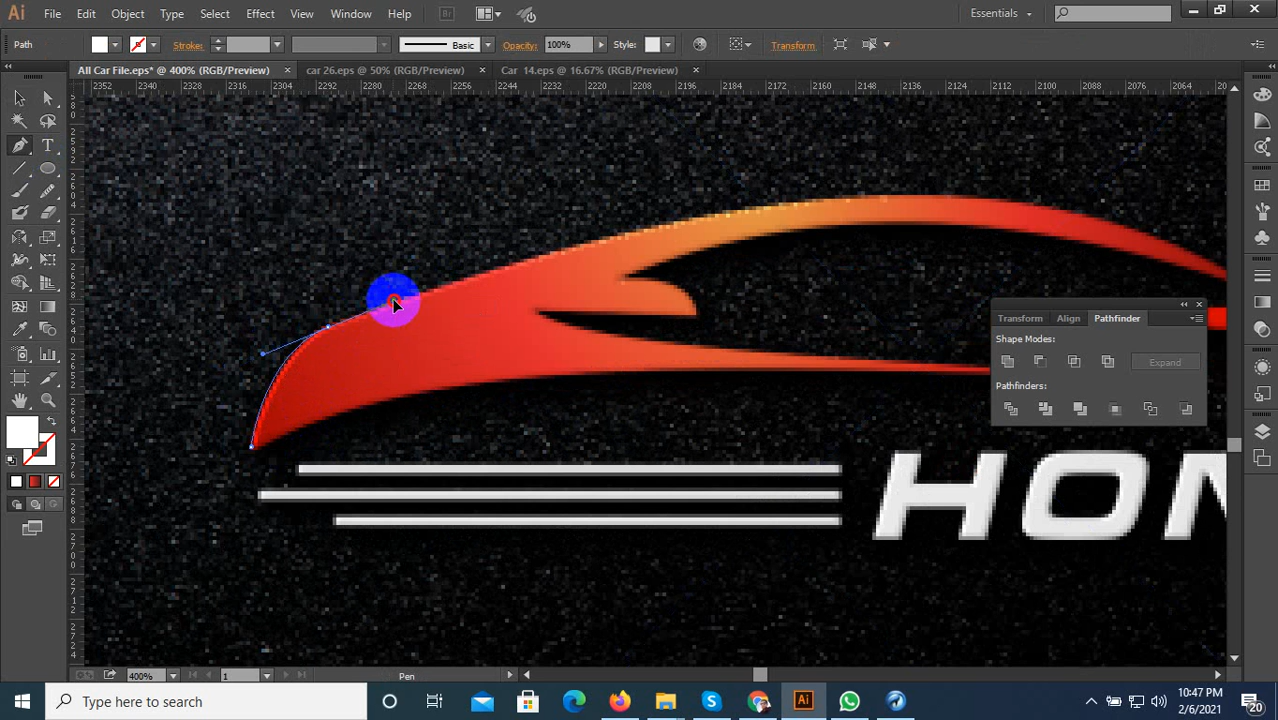 Ai File Edit Object Type Select Effect View Window Help Br Essentials
Path Stroke: Basic Opacity: 100% Style: Transform
All Car File.eps* @ 400% (RGB/Preview) × car 26.eps @ 50% (RGB/Preview) × Car 14.eps @ 16.67% (RGB/Preview) ×
2352 2340 2328 2316 2304 2292 2280 2268 2256 2244 2232 2220 2208 2196 2184 2172 2160 2148 2136 2124 2112 2100 2088 2076 2064
Transform Align Pathfinder
Shape Modes:
Expand
Pathfinders:
HON
400% 1 Pen
Type here to search Ai 10:47 PM
2/6/2021 20